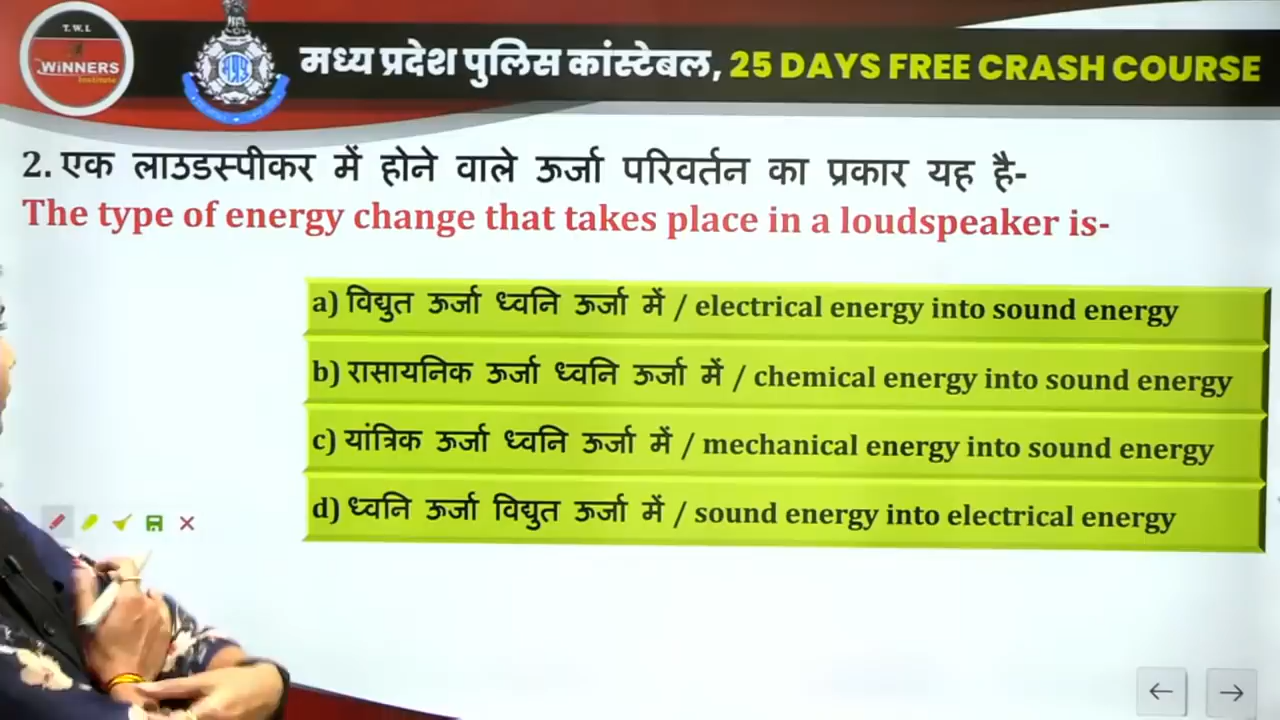 T.W.I.
WiNNERS
Institute
मध्य प्रदेश पुलिस कांस्टेबल, 25 DAYS FREE CRASH COURSE
2. एक लाउडस्पीकर में होने वाले ऊर्जा परिवर्तन का प्रकार यह है-
The type of energy change that takes place in a loudspeaker is-
a) विद्युत ऊर्जा ध्वनि ऊर्जा में / electrical energy into sound energy
b) रासायनिक ऊर्जा ध्वनि ऊर्जा में / chemical energy into sound energy
c) यांत्रिक ऊर्जा ध्वनि ऊर्जा में / mechanical energy into sound energy
d) ध्वनि ऊर्जा विद्युत ऊर्जा में / sound energy into electrical energy